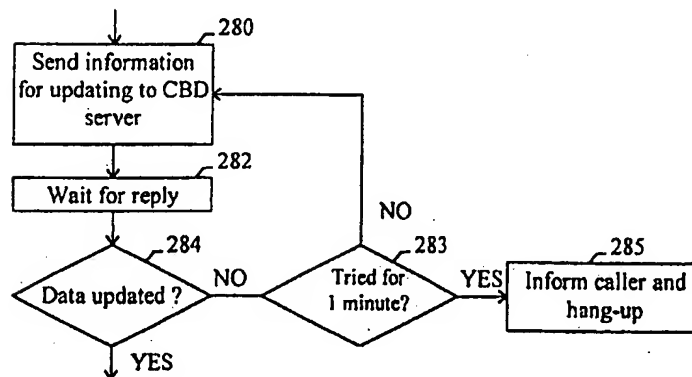 280
Send information
for updating to CBD
server
282
Wait for reply
NO
284
Data updated ?
NO
283
Tried for
1 minute?
YES
285
Inform caller and
hang-up
YES